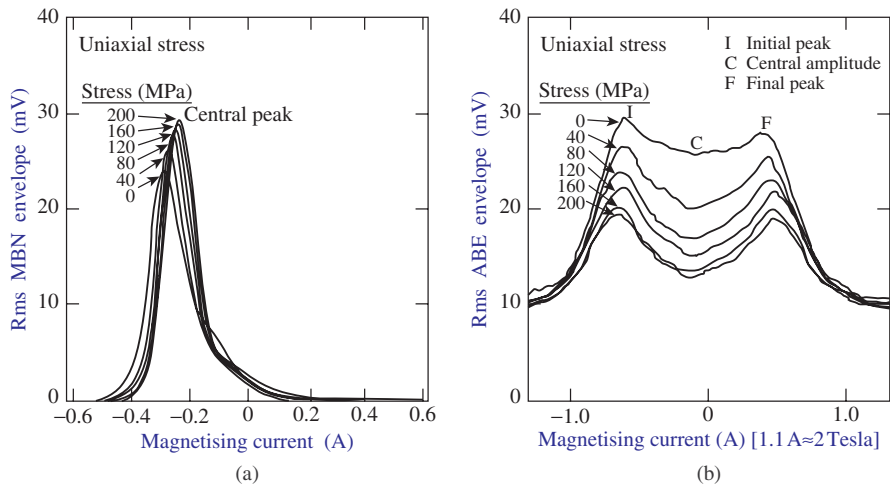 Uniaxial stress
Stress (MPa)
200
160
120
80
40
0
Central peak
Rms MBN envelope (mV)
40
30
20
10
0
−0.6
−0.4
−0.2
0
0.2
0.4
0.6
Magnetising current (A)
(a)
Uniaxial stress
I Initial peak
C Central amplitude
F Final peak
Stress (MPa)
0
40
80
120
160
200
I
C
F
Rms ABE envelope (mV)
40
30
20
10
0
−1.0
0
1.0
Magnetising current (A) [1.1 A≈2 Tesla]
(b)